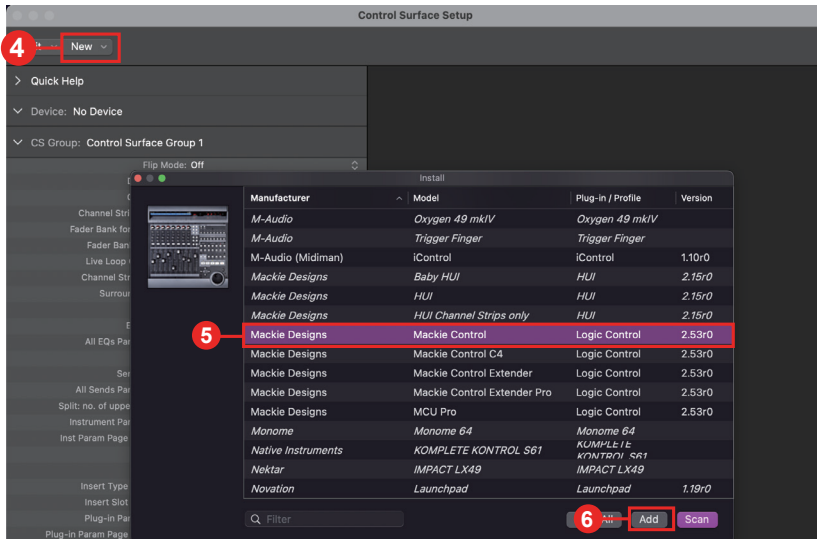 Control Surface Setup
4
New
Quick Help
Device: No Device
CS Group: Control Surface Group 1
Flip Mode: Off
Channel Stri
Fader Bank for
Fader Ban
Live Loop
Channel Str
Surrour
All EQs Par
Ser
All Sends Par
Split: no. of uppe
Instrument Par
Inst Param Page
Insert Type
Insert Slot
Plug-in Par
Plug-in Param Page
Install
Manufacturer Model Plug-in / Profile Version
M-Audio Oxygen 49 mkIV Oxygen 49 mkIV
M-Audio Trigger Finger Trigger Finger
M-Audio (Midiman) iControl iControl 1.10r0
Mackie Designs Baby HUI HUI 2.15r0
Mackie Designs HUI HUI 2.15r0
Mackie Designs HUI Channel Strips only HUI 2.15r0
5
Mackie Designs Mackie Control Logic Control 2.53r0
Mackie Designs Mackie Control C4 Logic Control 2.53r0
Mackie Designs Mackie Control Extender Logic Control 2.53r0
Mackie Designs Mackie Control Extender Pro Logic Control 2.53r0
Mackie Designs MCU Pro Logic Control 2.53r0
Monome Monome 64 Monome 64
Native Instruments KOMPLETE KONTROL S61 KOMPLETE
KONTROL S61
Nektar IMPACT LX49 IMPACT LX49
Novation Launchpad Launchpad 1.19r0
Filter
6 All Add Scan